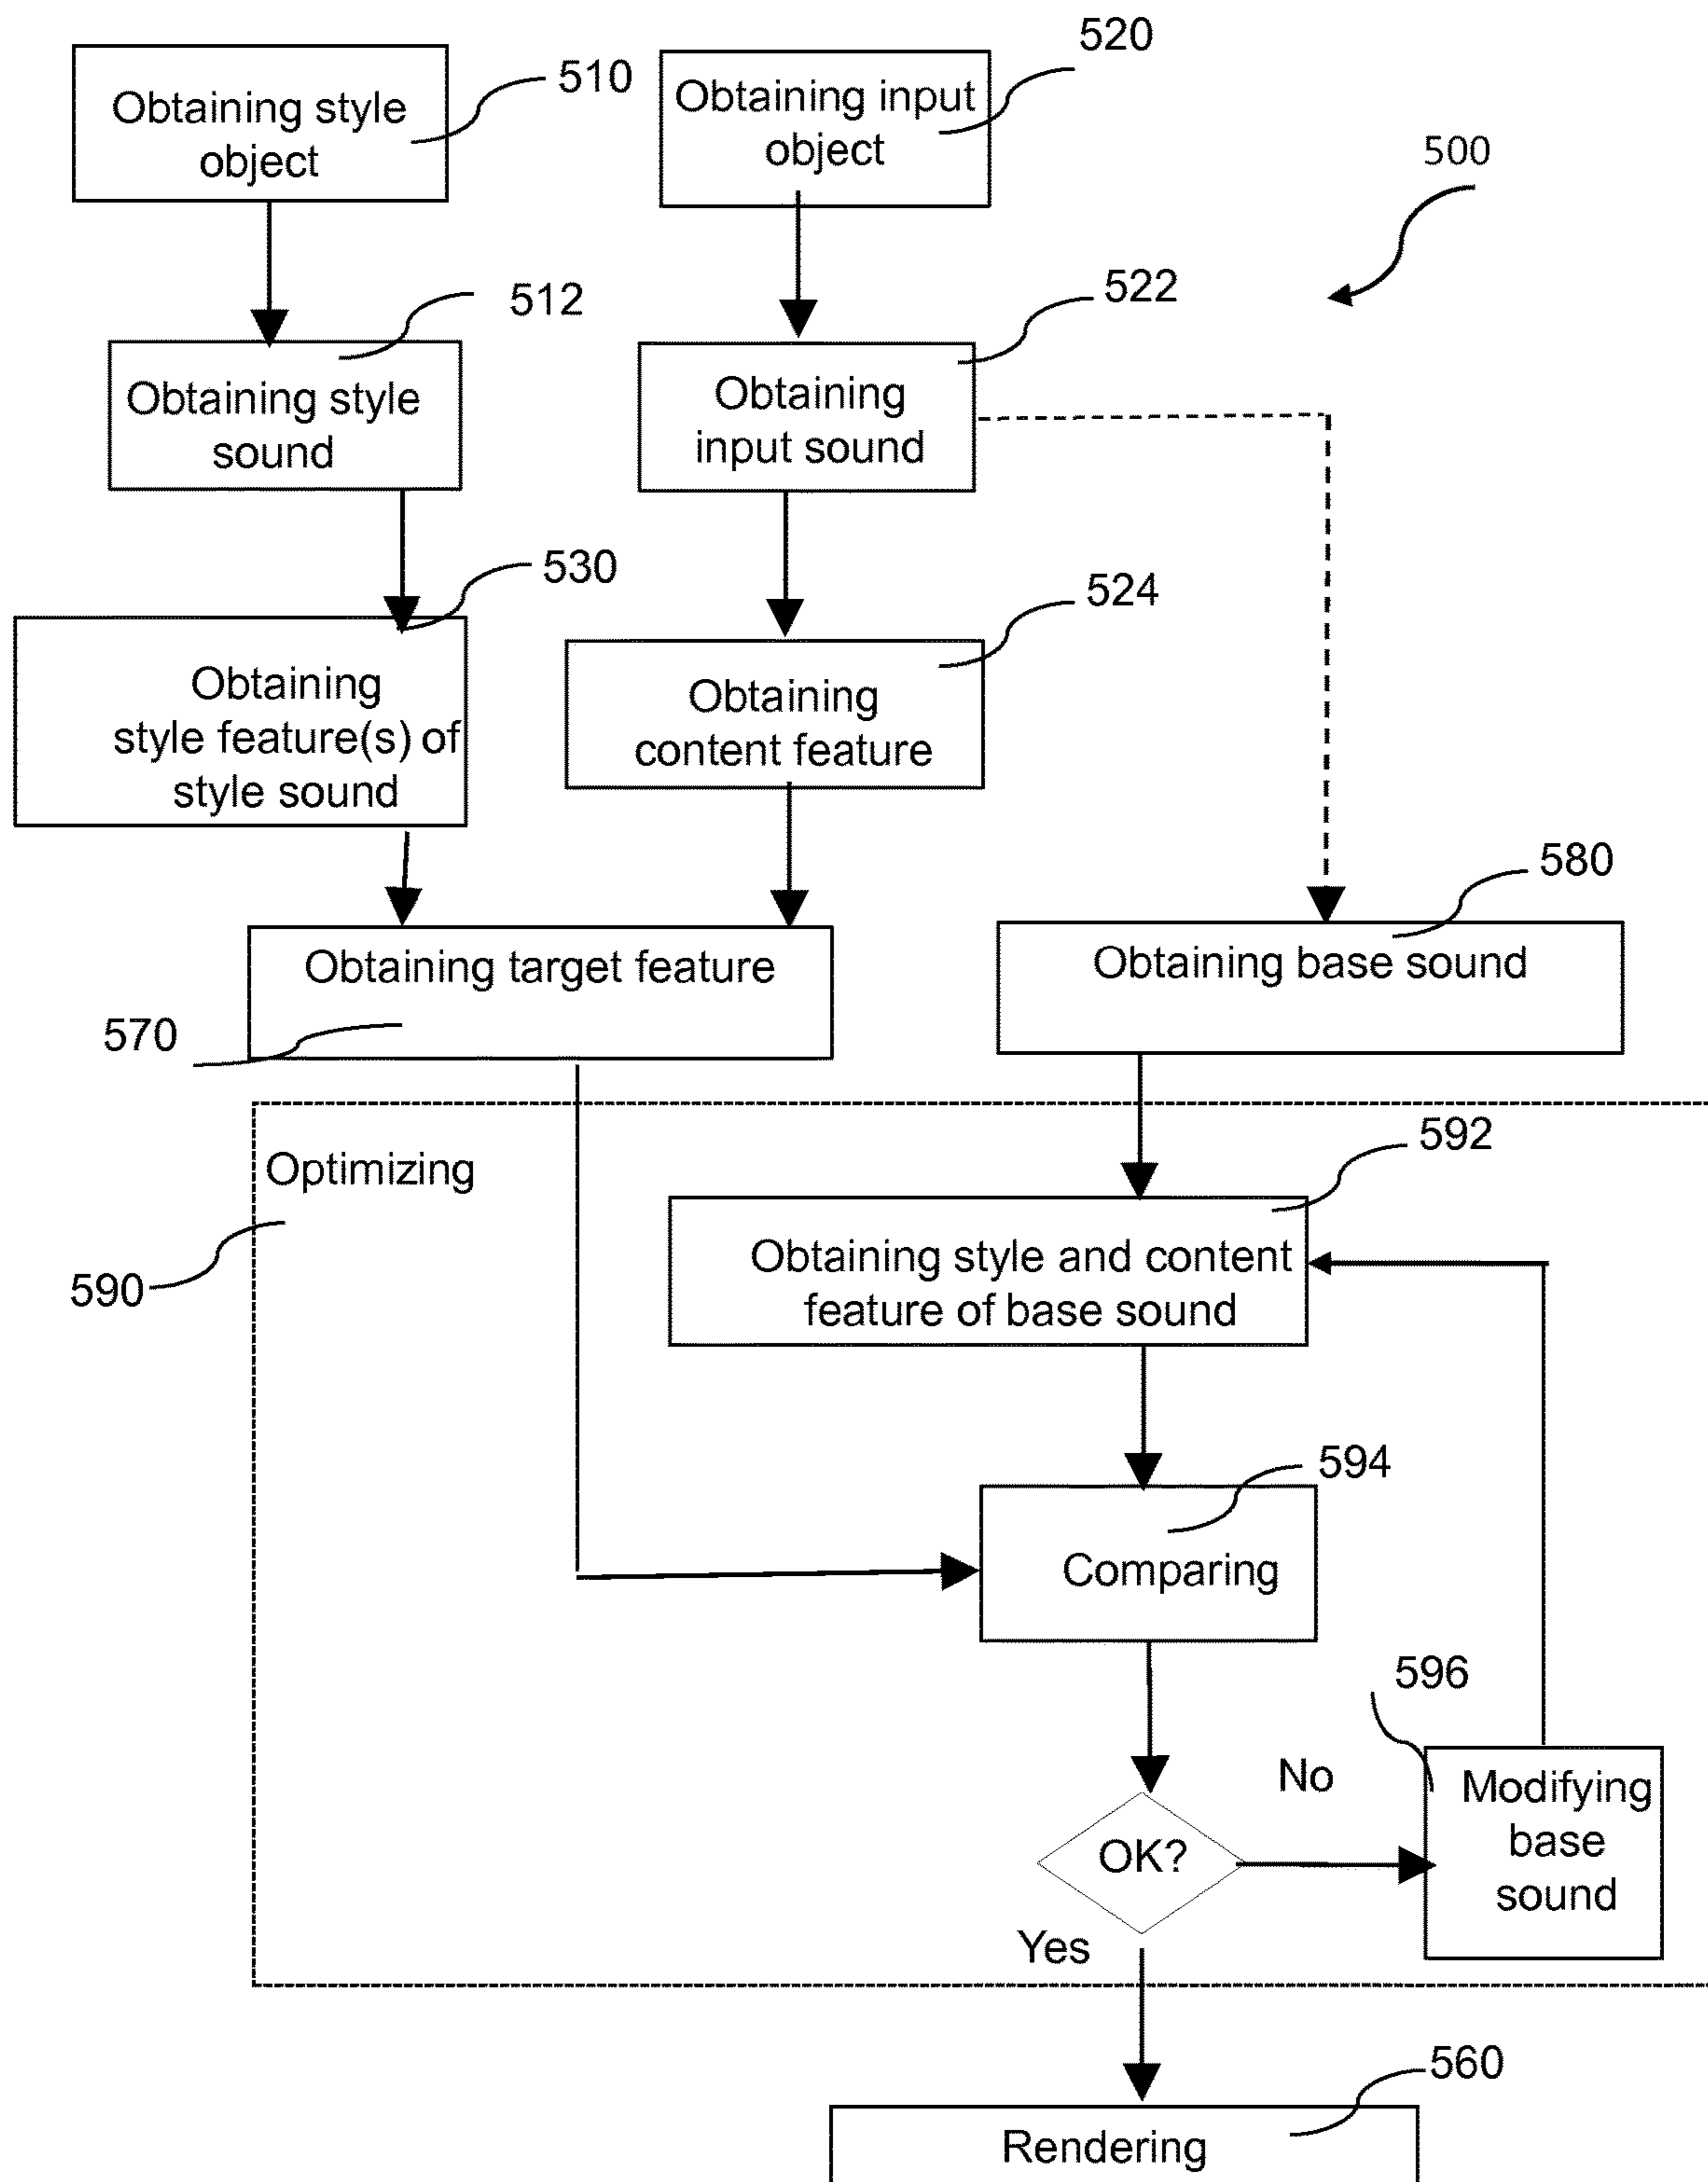 520
510
Obtaining style
object
Obtaining input
object
500
512
522
Obtaining style
sound
Obtaining
input sound
530
524
Obtaining
style feature(s) of
style sound
Obtaining
content feature
580
Obtaining target feature
Obtaining base sound
570
592
Optimizing
590
Obtaining style and content
feature of base sound
594
Comparing
596
No
Modifying
base
sound
OK?
Yes
560
Rendering